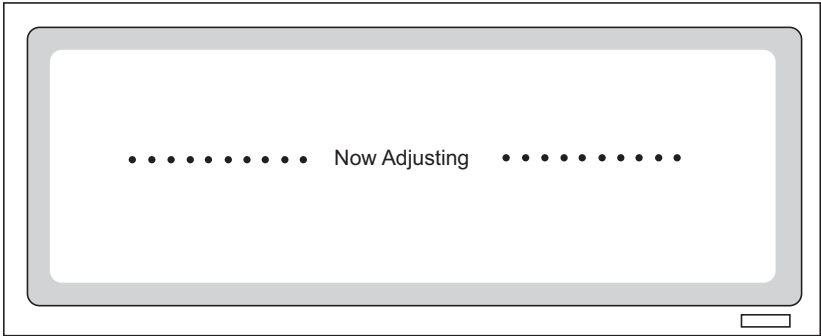 . . . . . . . . . . Now Adjusting . . . . . . . . . .